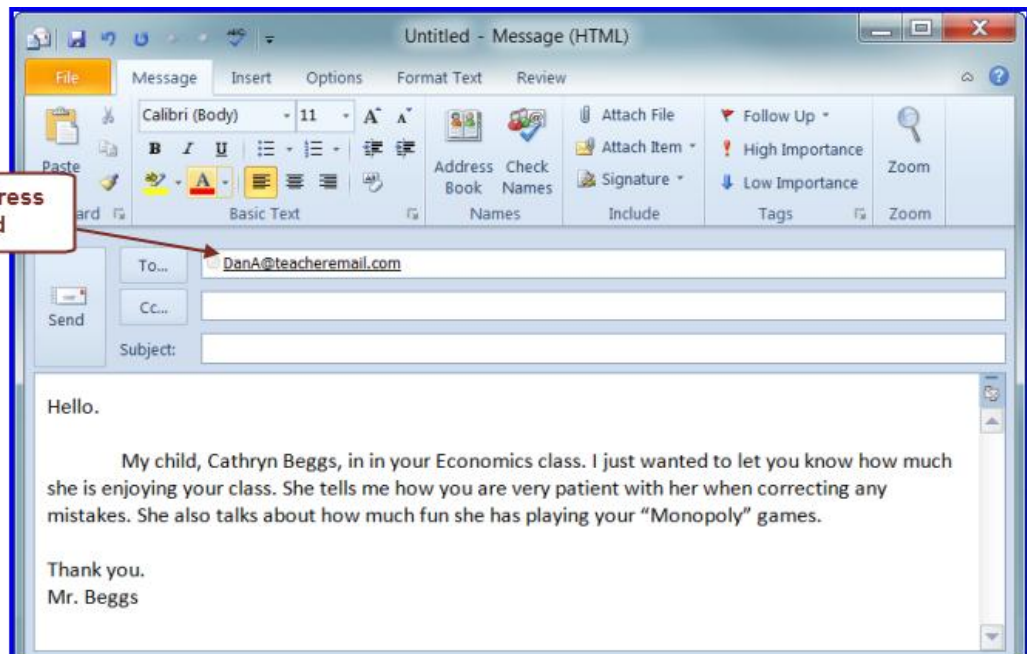 Untitled - Message (HTML)
File Message Insert Options Format Text Review
Calibri (Body) 11 A A Attach File Follow Up
B I U Attach Item High Importance
Paste Address Check Signature Low Importance Zoom
Book Names
Basic Text Names Include Tags Zoom
To... DanA@teacheremail.com
Cc...
Send
Subject:
Hello.
My child, Cathryn Beggs, in in your Economics class. I just wanted to let you know how much
she is enjoying your class. She tells me how you are very patient with her when correcting any
mistakes. She also talks about how much fun she has playing your “Monopoly” games.
Thank you.
Mr. Beggs